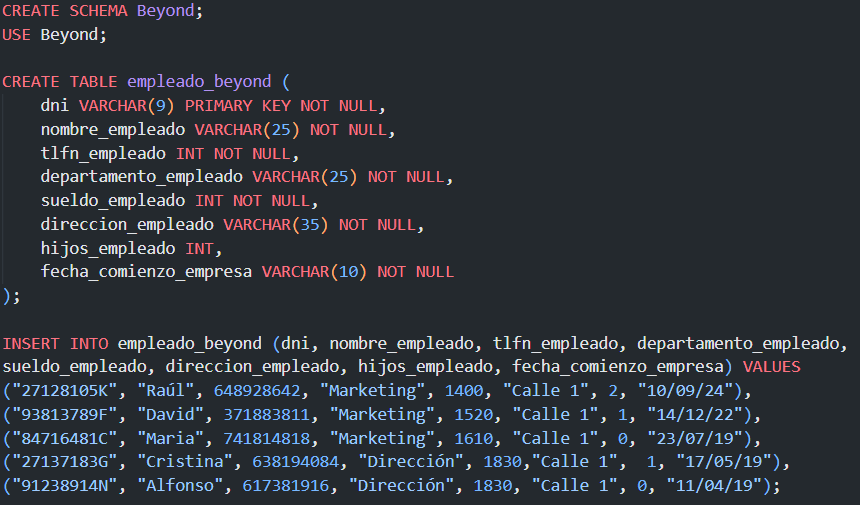 CREATE SCHEMA Beyond;
USE Beyond;
CREATE TABLE empleado_beyond (
dni VARCHAR(9) PRIMARY KEY NOT NULL,
nombre_empleado VARCHAR(25) NOT NULL,
tlfn_empleado INT NOT NULL,
departamento_empleado VARCHAR(25) NOT NULL,
sueldo_empleado INT NOT NULL,
direccion_empleado VARCHAR(35) NOT NULL,
hijos_empleado INT,
fecha_comienzo_empresa VARCHAR(10) NOT NULL
);
INSERT INTO empleado_beyond (dni, nombre_empleado, tlfn_empleado, departamento_empleado,
sueldo_empleado, direccion_empleado, hijos_empleado, fecha_comienzo_empresa) VALUES
("27128105K", "Raúl", 648928642, "Marketing", 1400, "Calle 1", 2, "10/09/24"),
("93813789F", "David", 371883811, "Marketing", 1520, "Calle 1", 1, "14/12/22"),
("84716481C", "Maria", 741814818, "Marketing", 1610, "Calle 1", 0, "23/07/19"),
("27137183G", "Cristina", 638194084, "Dirección", 1830,"Calle 1",  1, "17/05/19"),
("91238914N", "Alfonso", 617381916, "Dirección", 1830, "Calle 1", 0, "11/04/19");